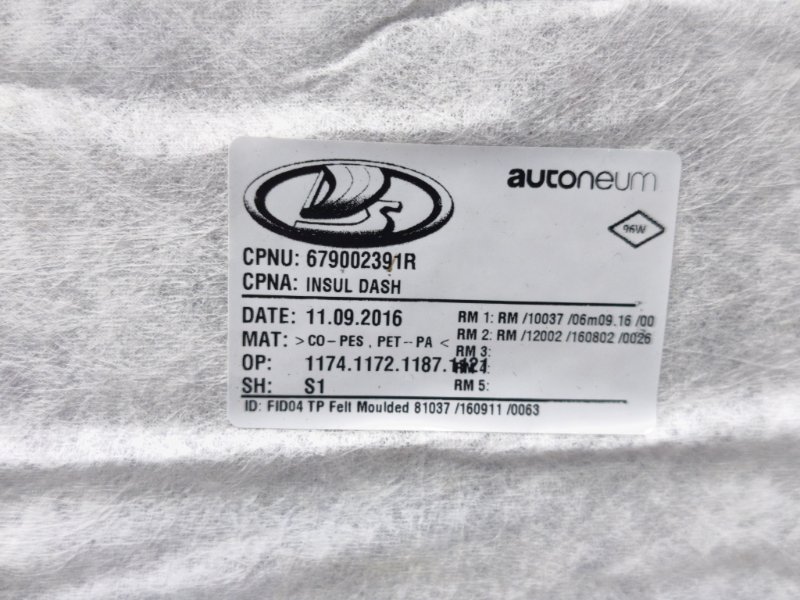 autoneum
96W
CPNU: 679002391R
CPNA: INSUL DASH
DATE: 11.09.2016
MAT: >CO-PES, PET--PA <
OP: 1174.1172.1187.1121
SH: S1
RM 1: RM /10037 /06m09.16 /00
RM 2: RM /12002 /160802 /0026
RM 3:
RM 4:
RM 5:
ID: FID04 TP Felt Moulded 81037 /160911 /0063